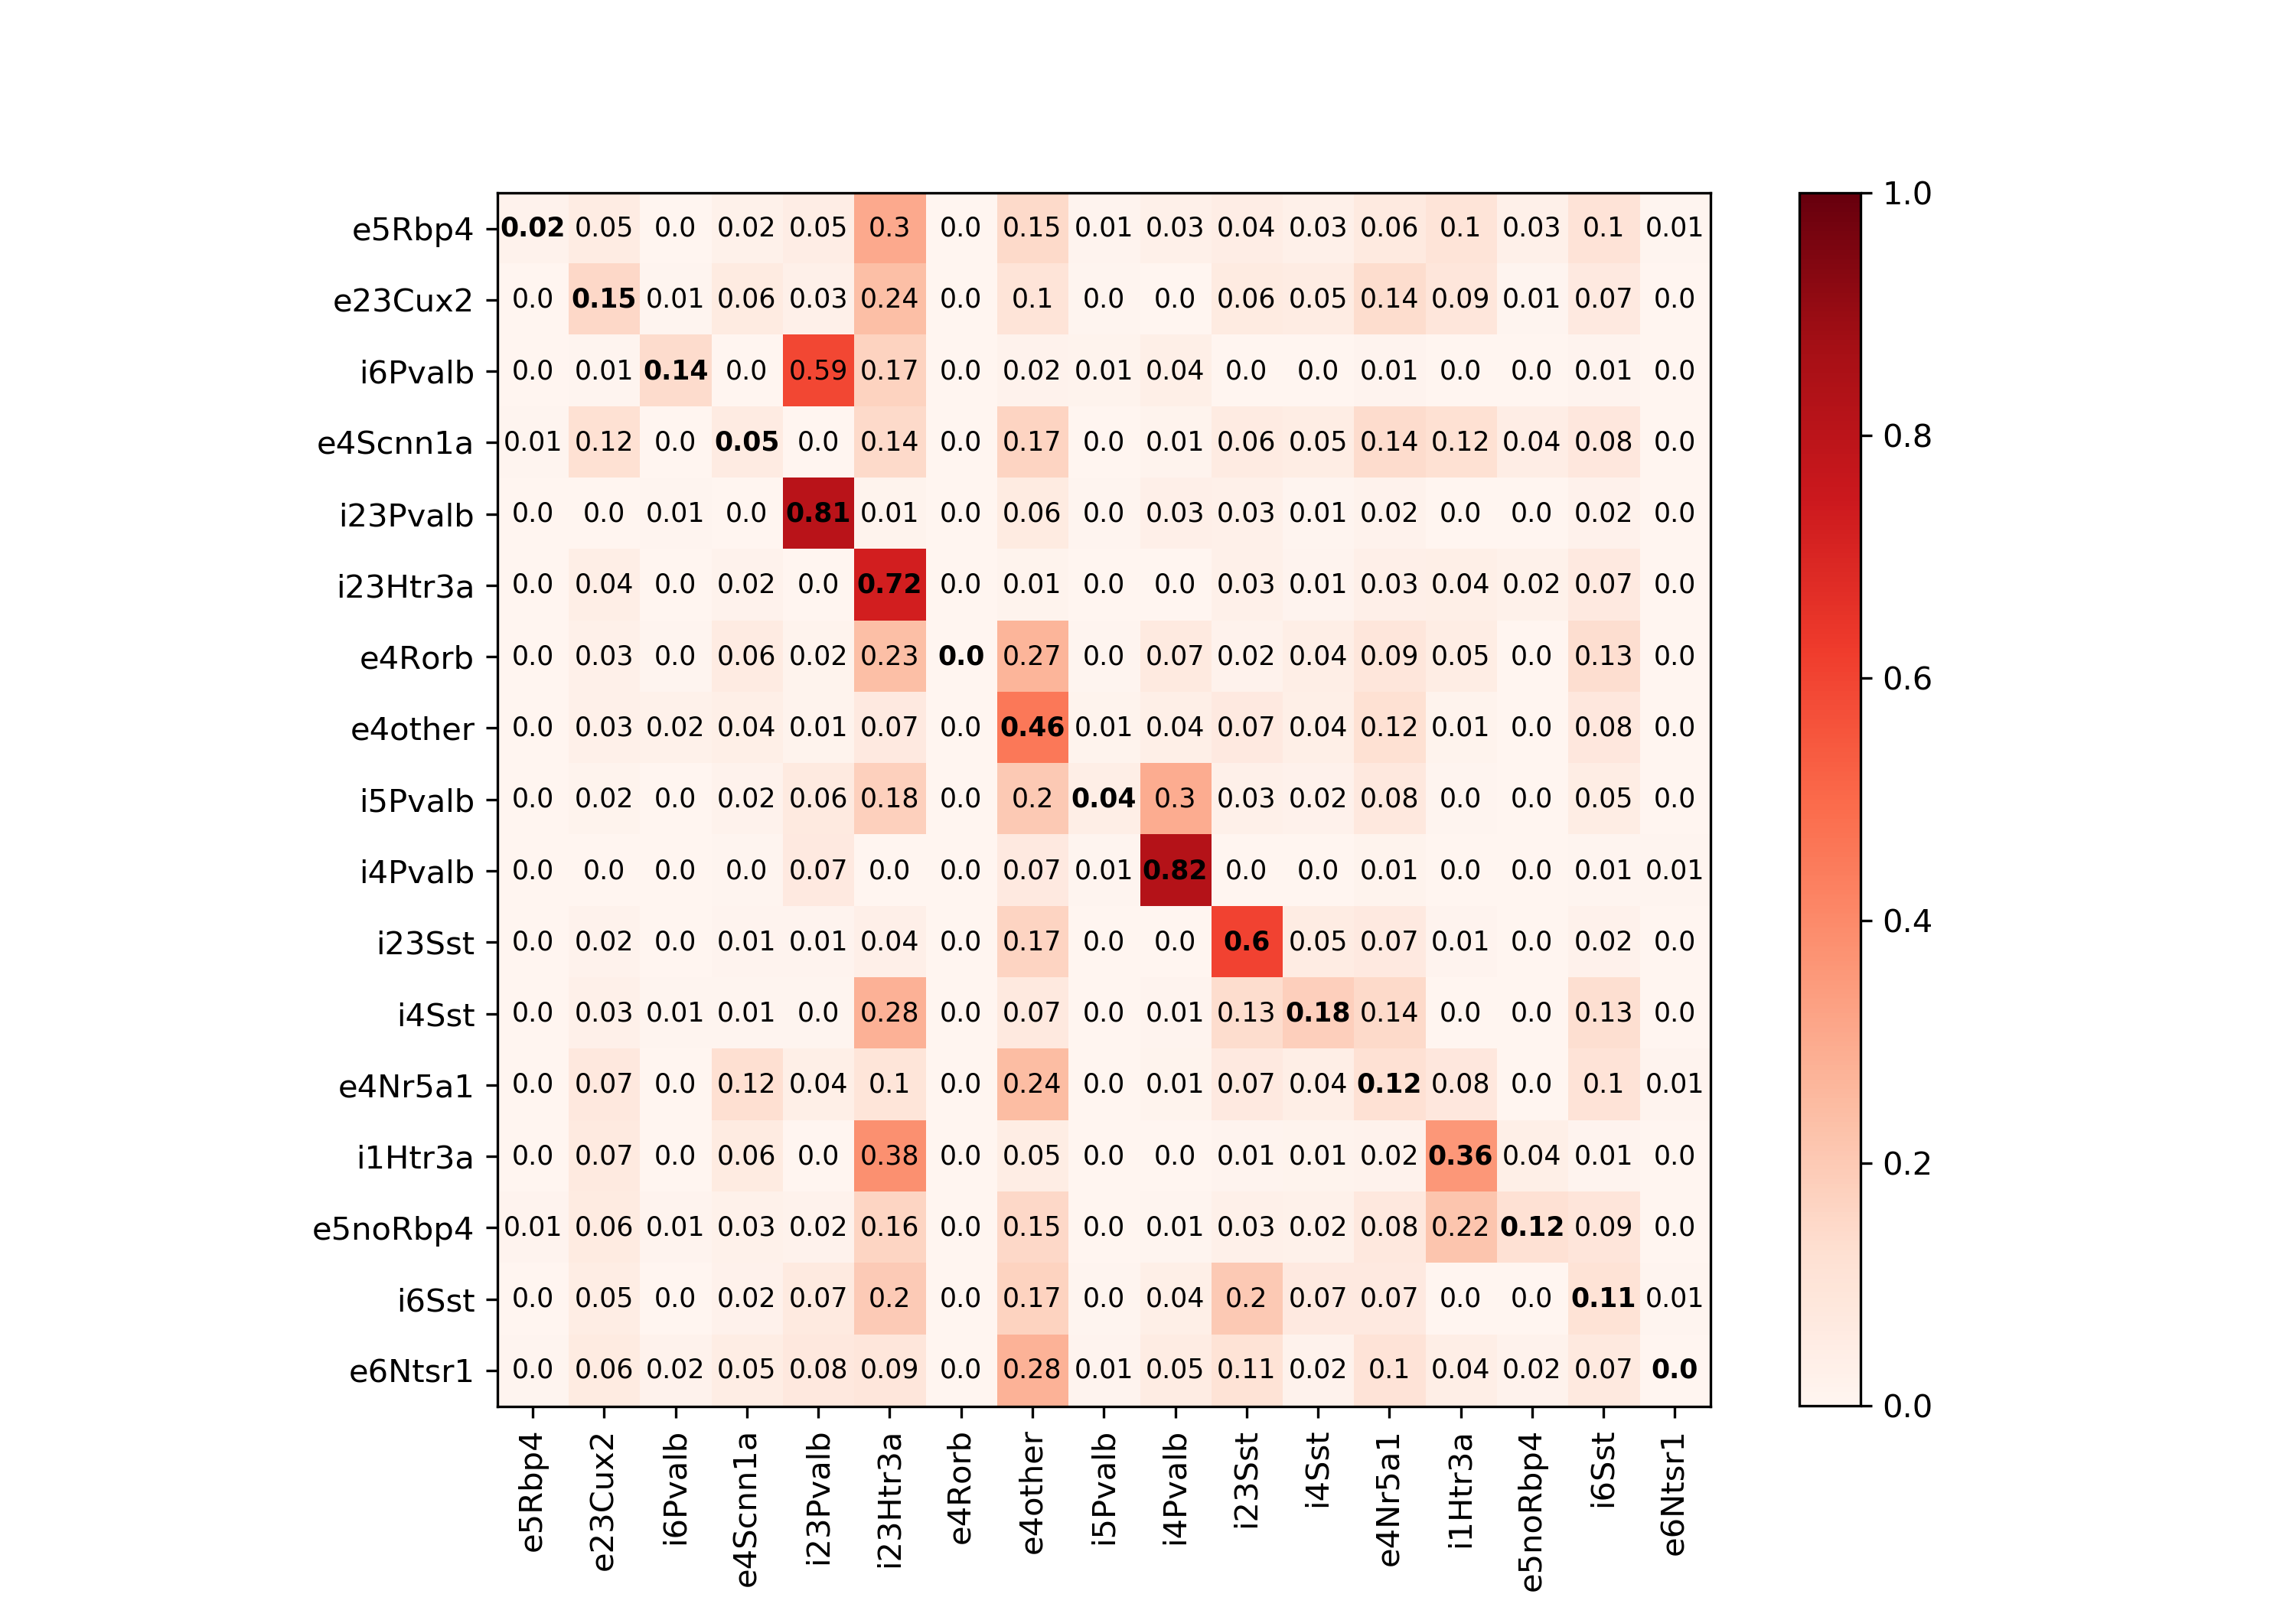 e5Rbp4 0.02 0.05 0.0 0.02 0.05 0.3 0.0 0.15 0.01 0.03 0.04 0.03 0.06 0.1 0.03 0.1 0.01
e23Cux2 0.0 0.15 0.01 0.06 0.03 0.24 0.0 0.1 0.0 0.0 0.06 0.05 0.14 0.09 0.01 0.07 0.0
i6Pvalb 0.0 0.01 0.14 0.0 0.59 0.17 0.0 0.02 0.01 0.04 0.0 0.0 0.01 0.0 0.0 0.01 0.0
e4Scnn1a 0.01 0.12 0.0 0.05 0.0 0.14 0.0 0.17 0.0 0.01 0.06 0.05 0.14 0.12 0.04 0.08 0.0
i23Pvalb 0.0 0.0 0.01 0.0 0.81 0.01 0.0 0.06 0.0 0.03 0.03 0.01 0.02 0.0 0.0 0.02 0.0
i23Htr3a 0.0 0.04 0.0 0.02 0.0 0.72 0.0 0.01 0.0 0.0 0.03 0.01 0.03 0.04 0.02 0.07 0.0
e4Rorb 0.0 0.03 0.0 0.06 0.02 0.23 0.0 0.27 0.0 0.07 0.02 0.04 0.09 0.05 0.0 0.13 0.0
e4other 0.0 0.03 0.02 0.04 0.01 0.07 0.0 0.46 0.01 0.04 0.07 0.04 0.12 0.01 0.0 0.08 0.0
i5Pvalb 0.0 0.02 0.0 0.02 0.06 0.18 0.0 0.2 0.04 0.3 0.03 0.02 0.08 0.0 0.0 0.05 0.0
i4Pvalb 0.0 0.0 0.0 0.0 0.07 0.0 0.0 0.07 0.01 0.82 0.0 0.0 0.01 0.0 0.0 0.01 0.01
i23Sst 0.0 0.02 0.0 0.01 0.01 0.04 0.0 0.17 0.0 0.0 0.6 0.05 0.07 0.01 0.0 0.02 0.0
i4Sst 0.0 0.03 0.01 0.01 0.0 0.28 0.0 0.07 0.0 0.01 0.13 0.18 0.14 0.0 0.0 0.13 0.0
e4Nr5a1 0.0 0.07 0.0 0.12 0.04 0.1 0.0 0.24 0.0 0.01 0.07 0.04 0.12 0.08 0.0 0.1 0.01
i1Htr3a 0.0 0.07 0.0 0.06 0.0 0.38 0.0 0.05 0.0 0.0 0.01 0.01 0.02 0.36 0.04 0.01 0.0
e5noRbp4 0.01 0.06 0.01 0.03 0.02 0.16 0.0 0.15 0.0 0.01 0.03 0.02 0.08 0.22 0.12 0.09 0.0
i6Sst 0.0 0.05 0.0 0.02 0.07 0.2 0.0 0.17 0.0 0.04 0.2 0.07 0.07 0.0 0.0 0.11 0.01
e6Ntsr1 0.0 0.06 0.02 0.05 0.08 0.09 0.0 0.28 0.01 0.05 0.11 0.02 0.1 0.04 0.02 0.07 0.0
e5Rbp4
e23Cux2
i6Pvalb
e4Scnn1a
i23Pvalb
i23Htr3a
e4Rorb
e4other
i5Pvalb
i4Pvalb
i23Sst
i4Sst
e4Nr5a1
i1Htr3a
e5noRbp4
i6Sst
e6Ntsr1
1.0
0.8
0.6
0.4
0.2
0.0